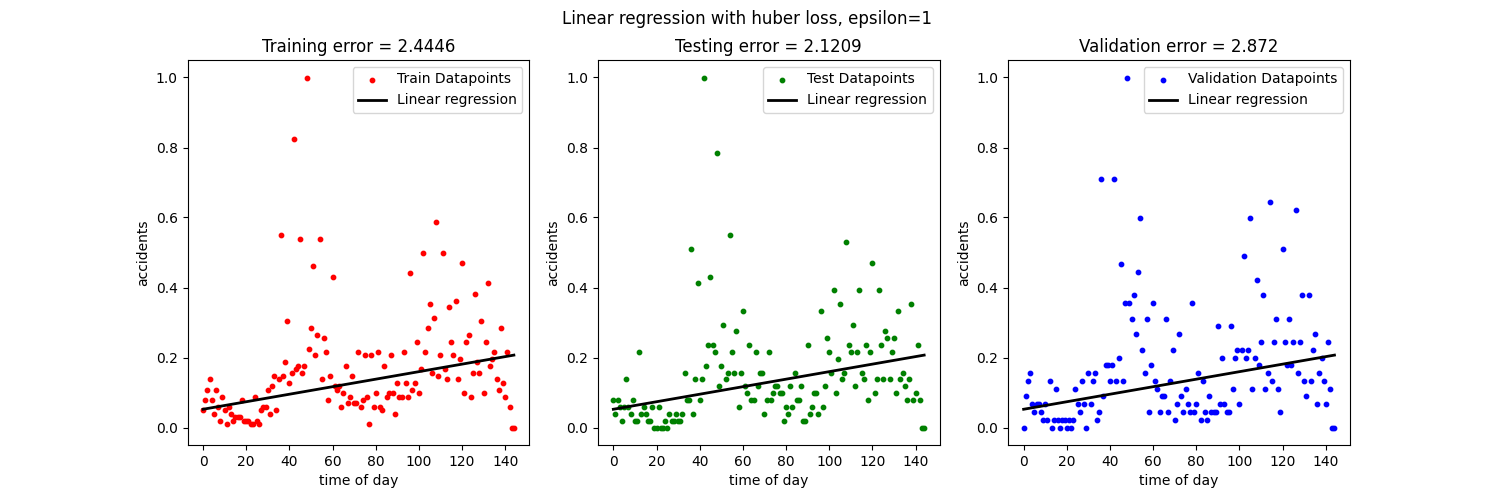 Linear regression with huber loss, epsilon=1
Training error = 2.4446
1.0
0.8
0.6
0.4
0.2
0.0
accidents
Train Datapoints
Linear regression
0 20 40 60 80 100 120 140
time of day
Testing error = 2.1209
1.0
0.8
0.6
0.4
0.2
0.0
accidents
Test Datapoints
Linear regression
0 20 40 60 80 100 120 140
time of day
Validation error = 2.872
1.0
0.8
0.6
0.4
0.2
0.0
accidents
Validation Datapoints
Linear regression
0 20 40 60 80 100 120 140
time of day